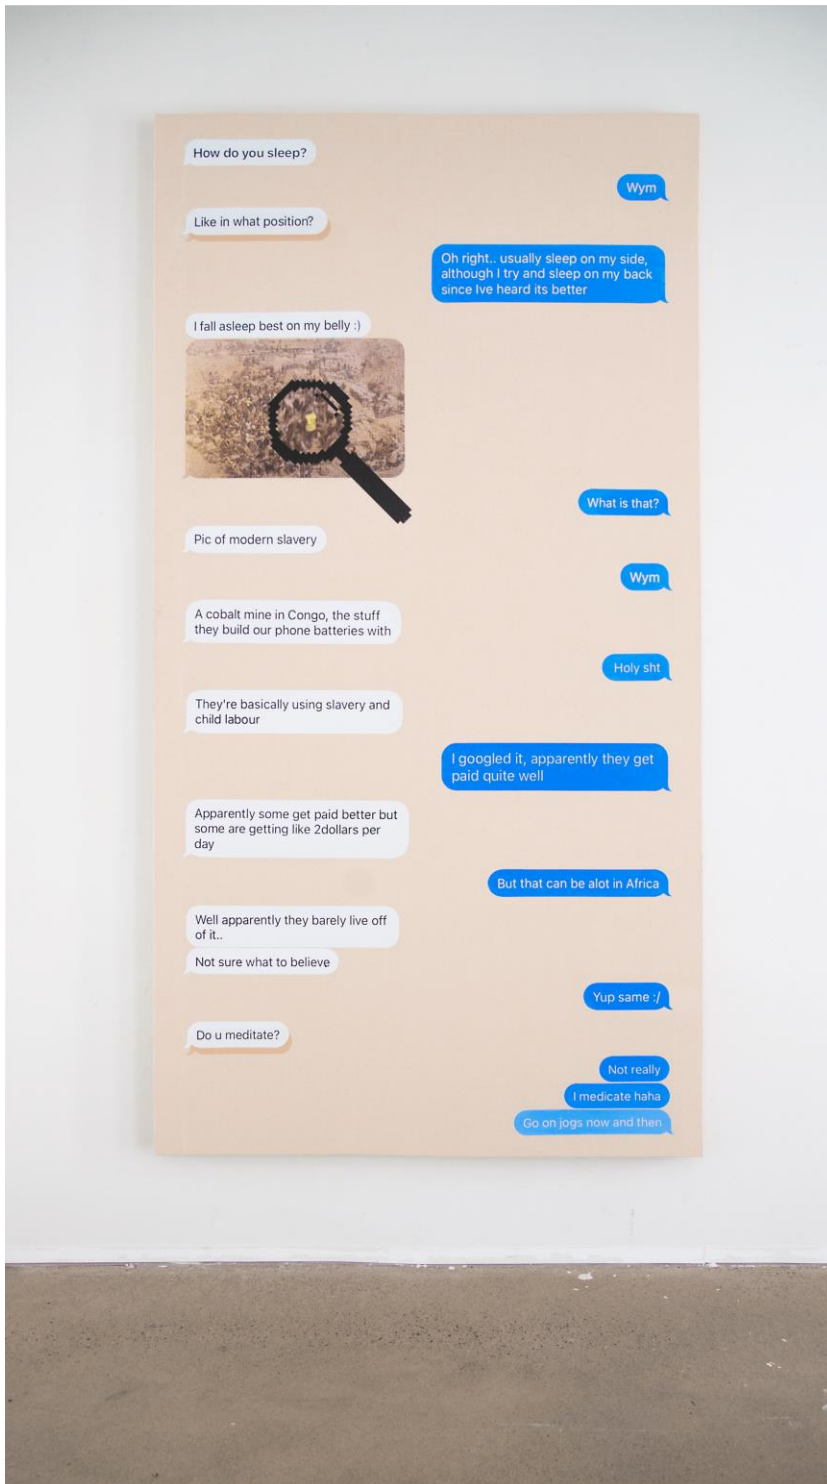 How do you sleep?
Wym
Like in what position?
Oh right.. usually sleep on my side,
although I try and sleep on my back
since Ive heard its better
I fall asleep best on my belly :)
What is that?
Pic of modern slavery
Wym
A cobalt mine in Congo, the stuff
they build our phone batteries with
Holy sht
They're basically using slavery and
child labour
I googled it, apparently they get
paid quite well
Apparently some get paid better but
some are getting like 2dollars per
day
But that can be alot in Africa
Well apparently they barely live off
of it..
Not sure what to believe
Yup same :/
Do u meditate?
Not really
I medicate haha
Go on jogs now and then